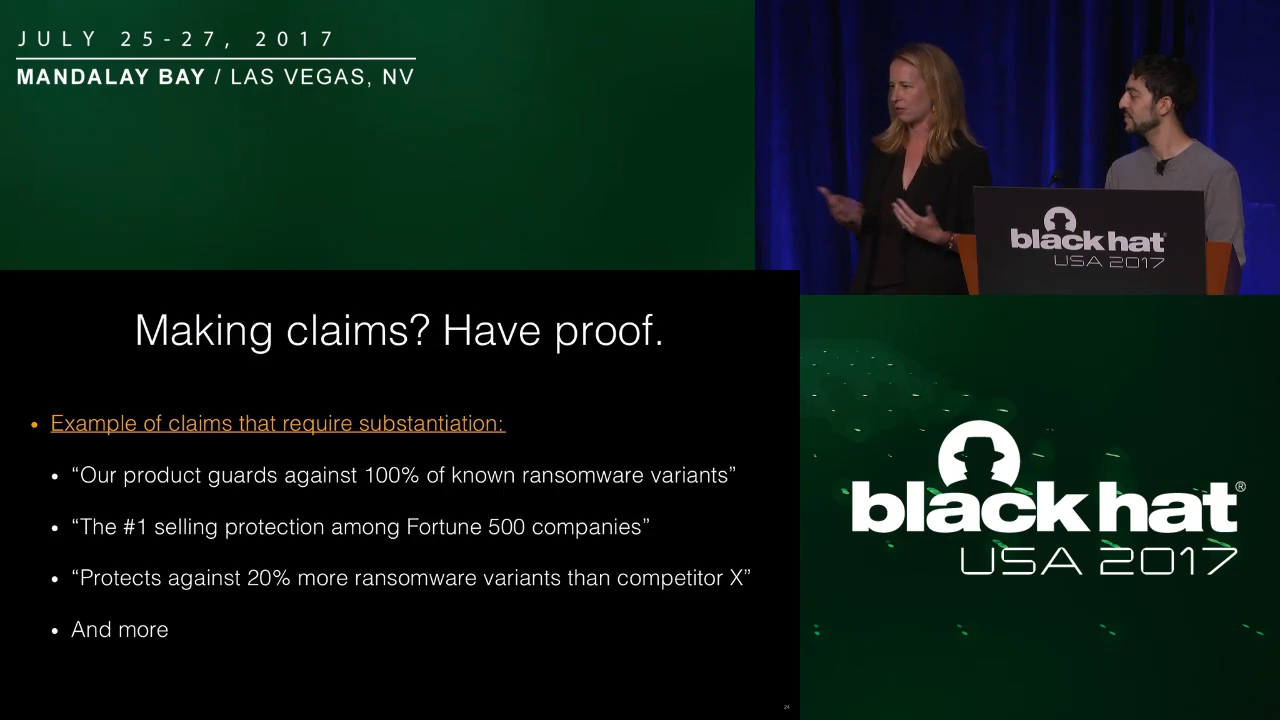 JULY 25-27, 2017
MANDALAY BAY / LAS VEGAS, NV
black hat®
USA 2017
Making claims? Have proof.
• Example of claims that require substantiation:
• “Our product guards against 100% of known ransomware variants”
• “The #1 selling protection among Fortune 500 companies”
• “Protects against 20% more ransomware variants than competitor X”
• And more
24
black hat®
USA 2017